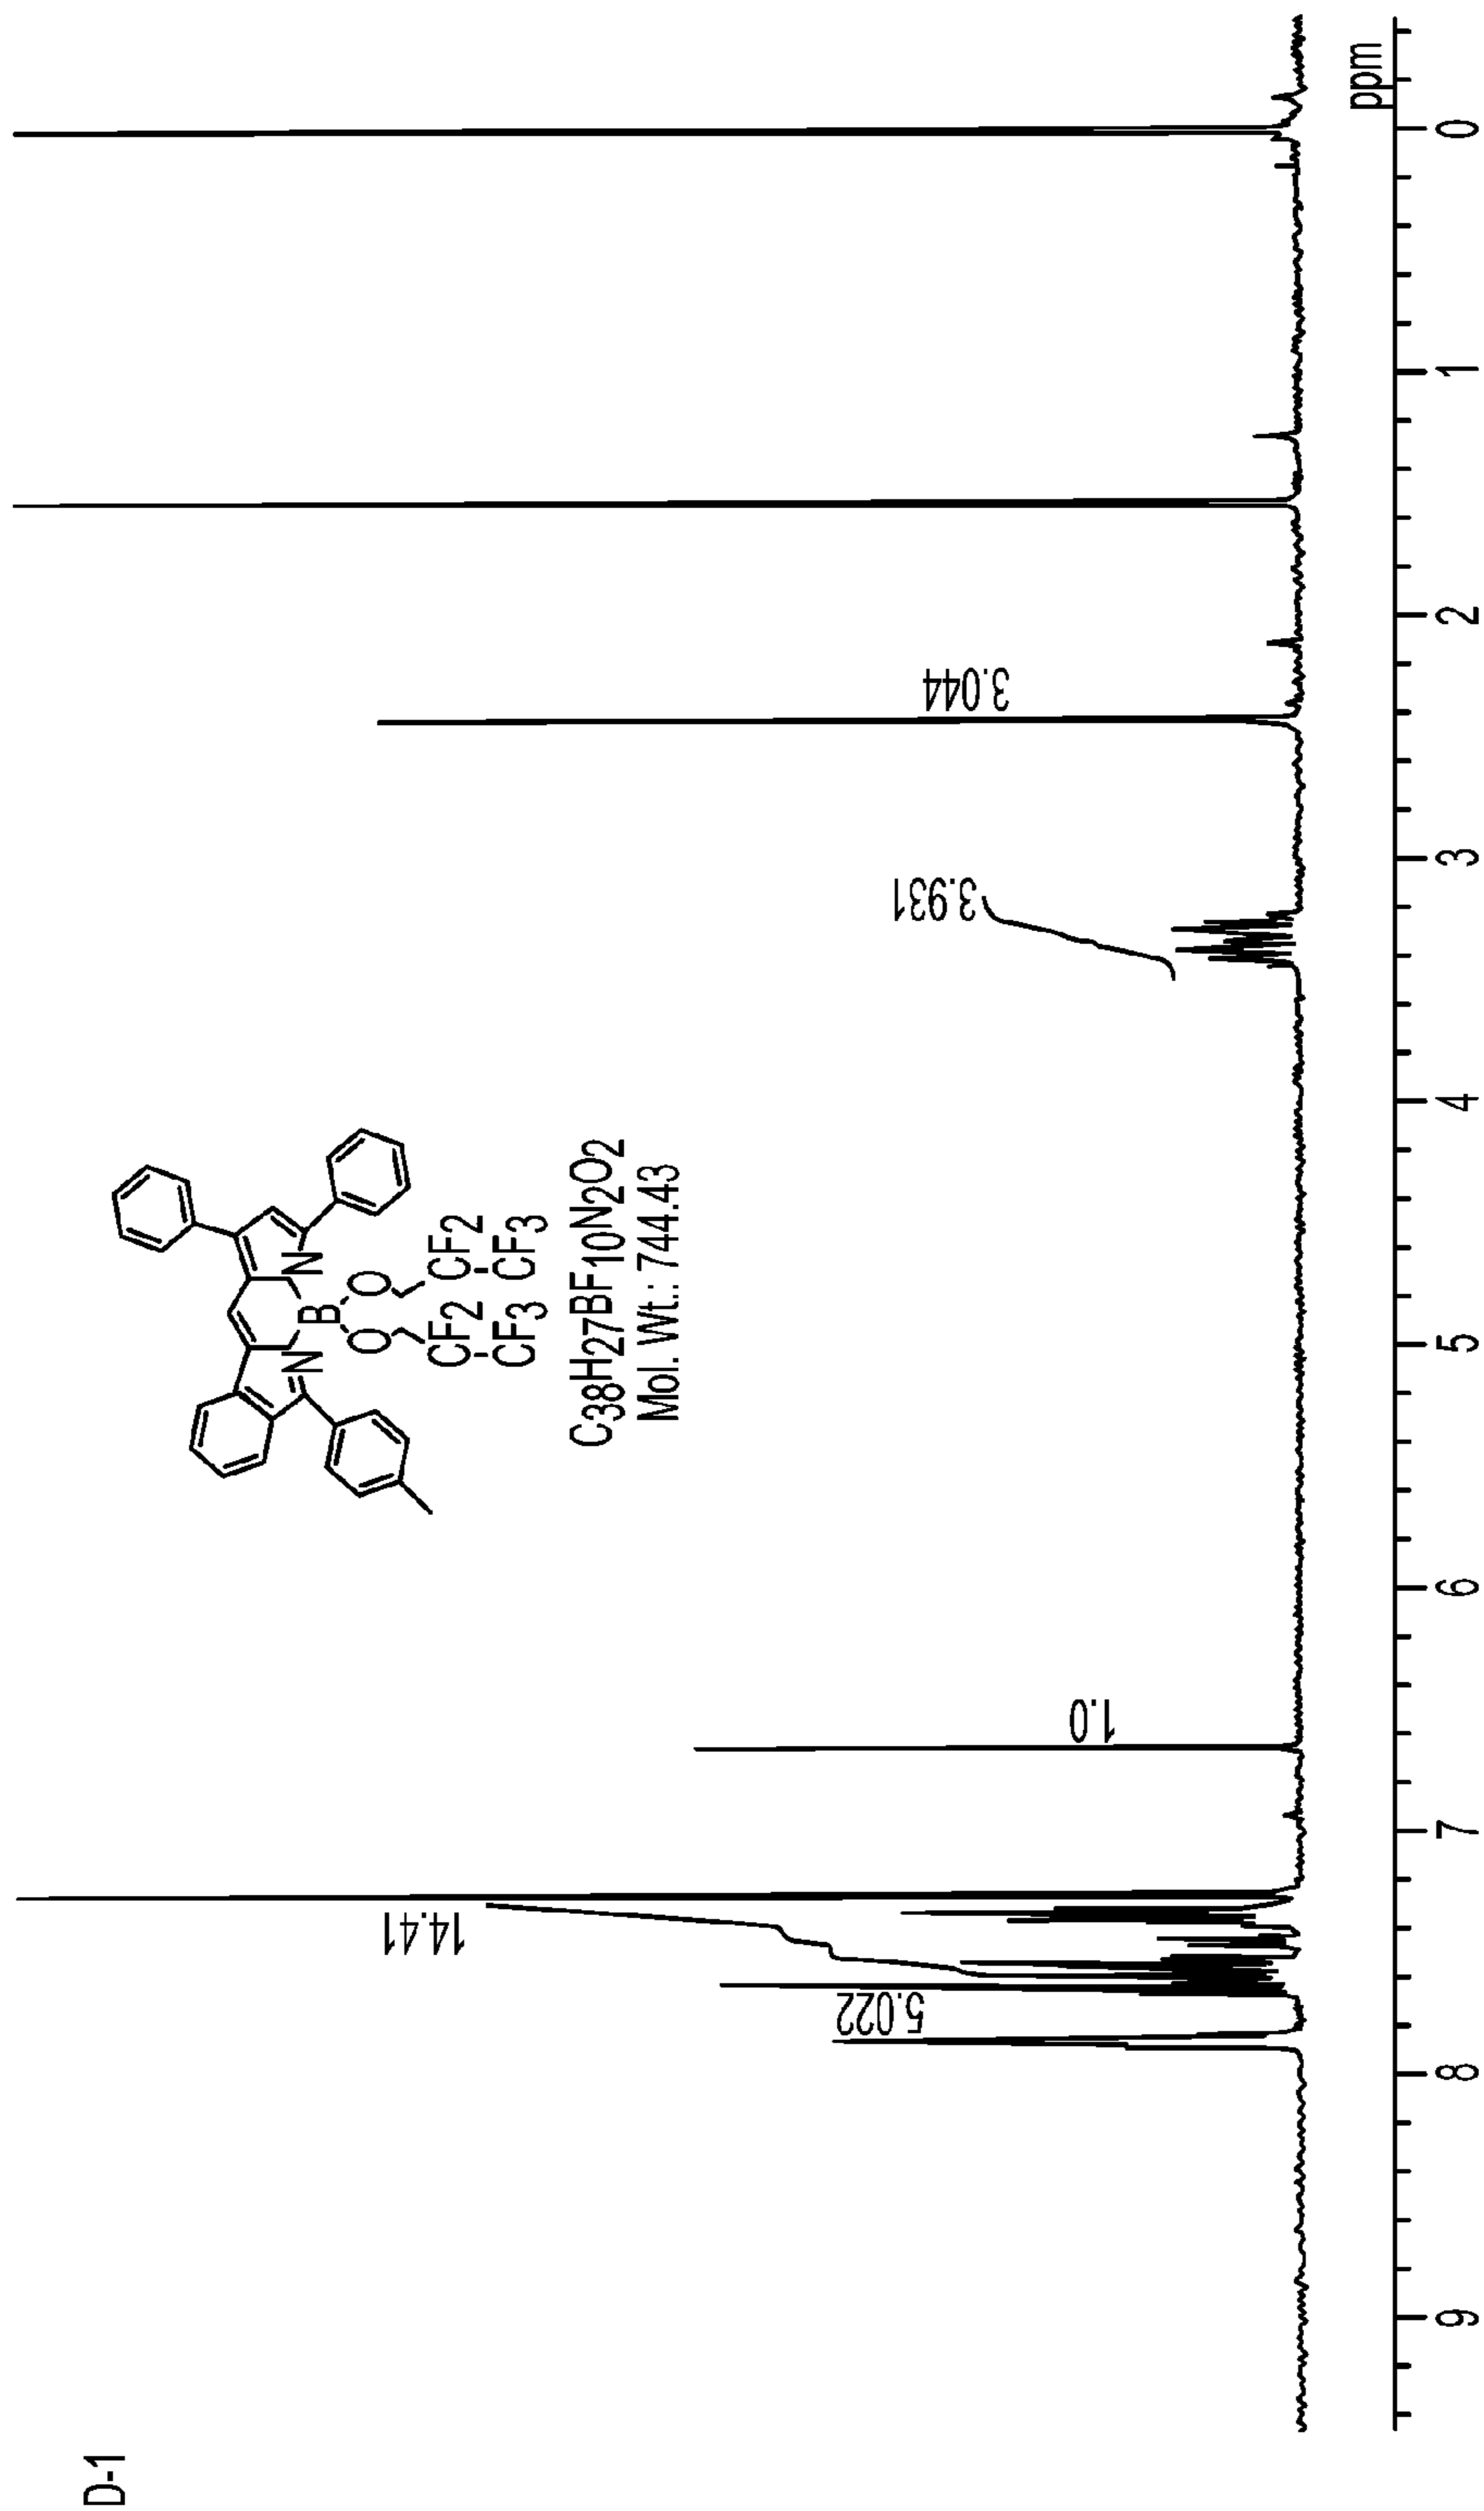 D-1
N
N
B
O
O
CF2
CF2
CF3
CF3
C38H27BF10N2O2
Mol. Wt.: 744.43
14.41
5.022
1.0
3.931
3.044
9
8
7
6
5
4
3
2
1
0
ppm